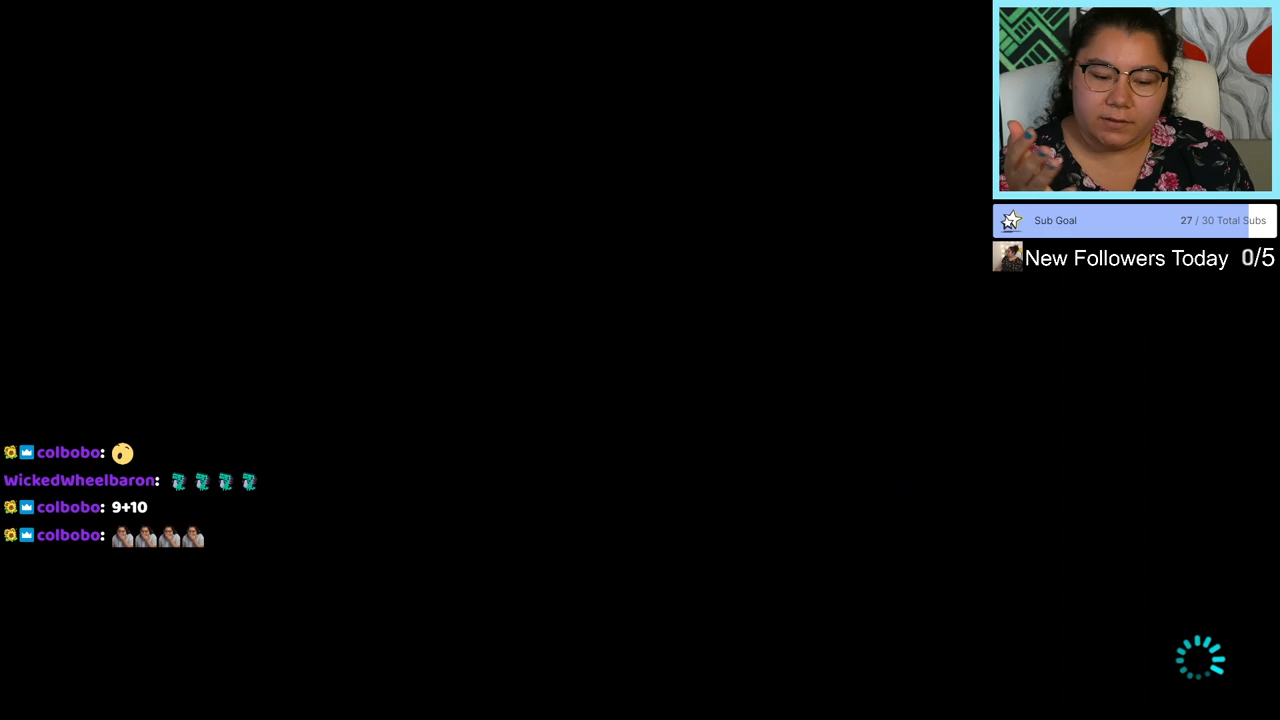 Sub Goal 27 / 30 Total Subs
New Followers Today 0/5
colbobo:
WickedWheelbaron:
colbobo: 9+10
colbobo: